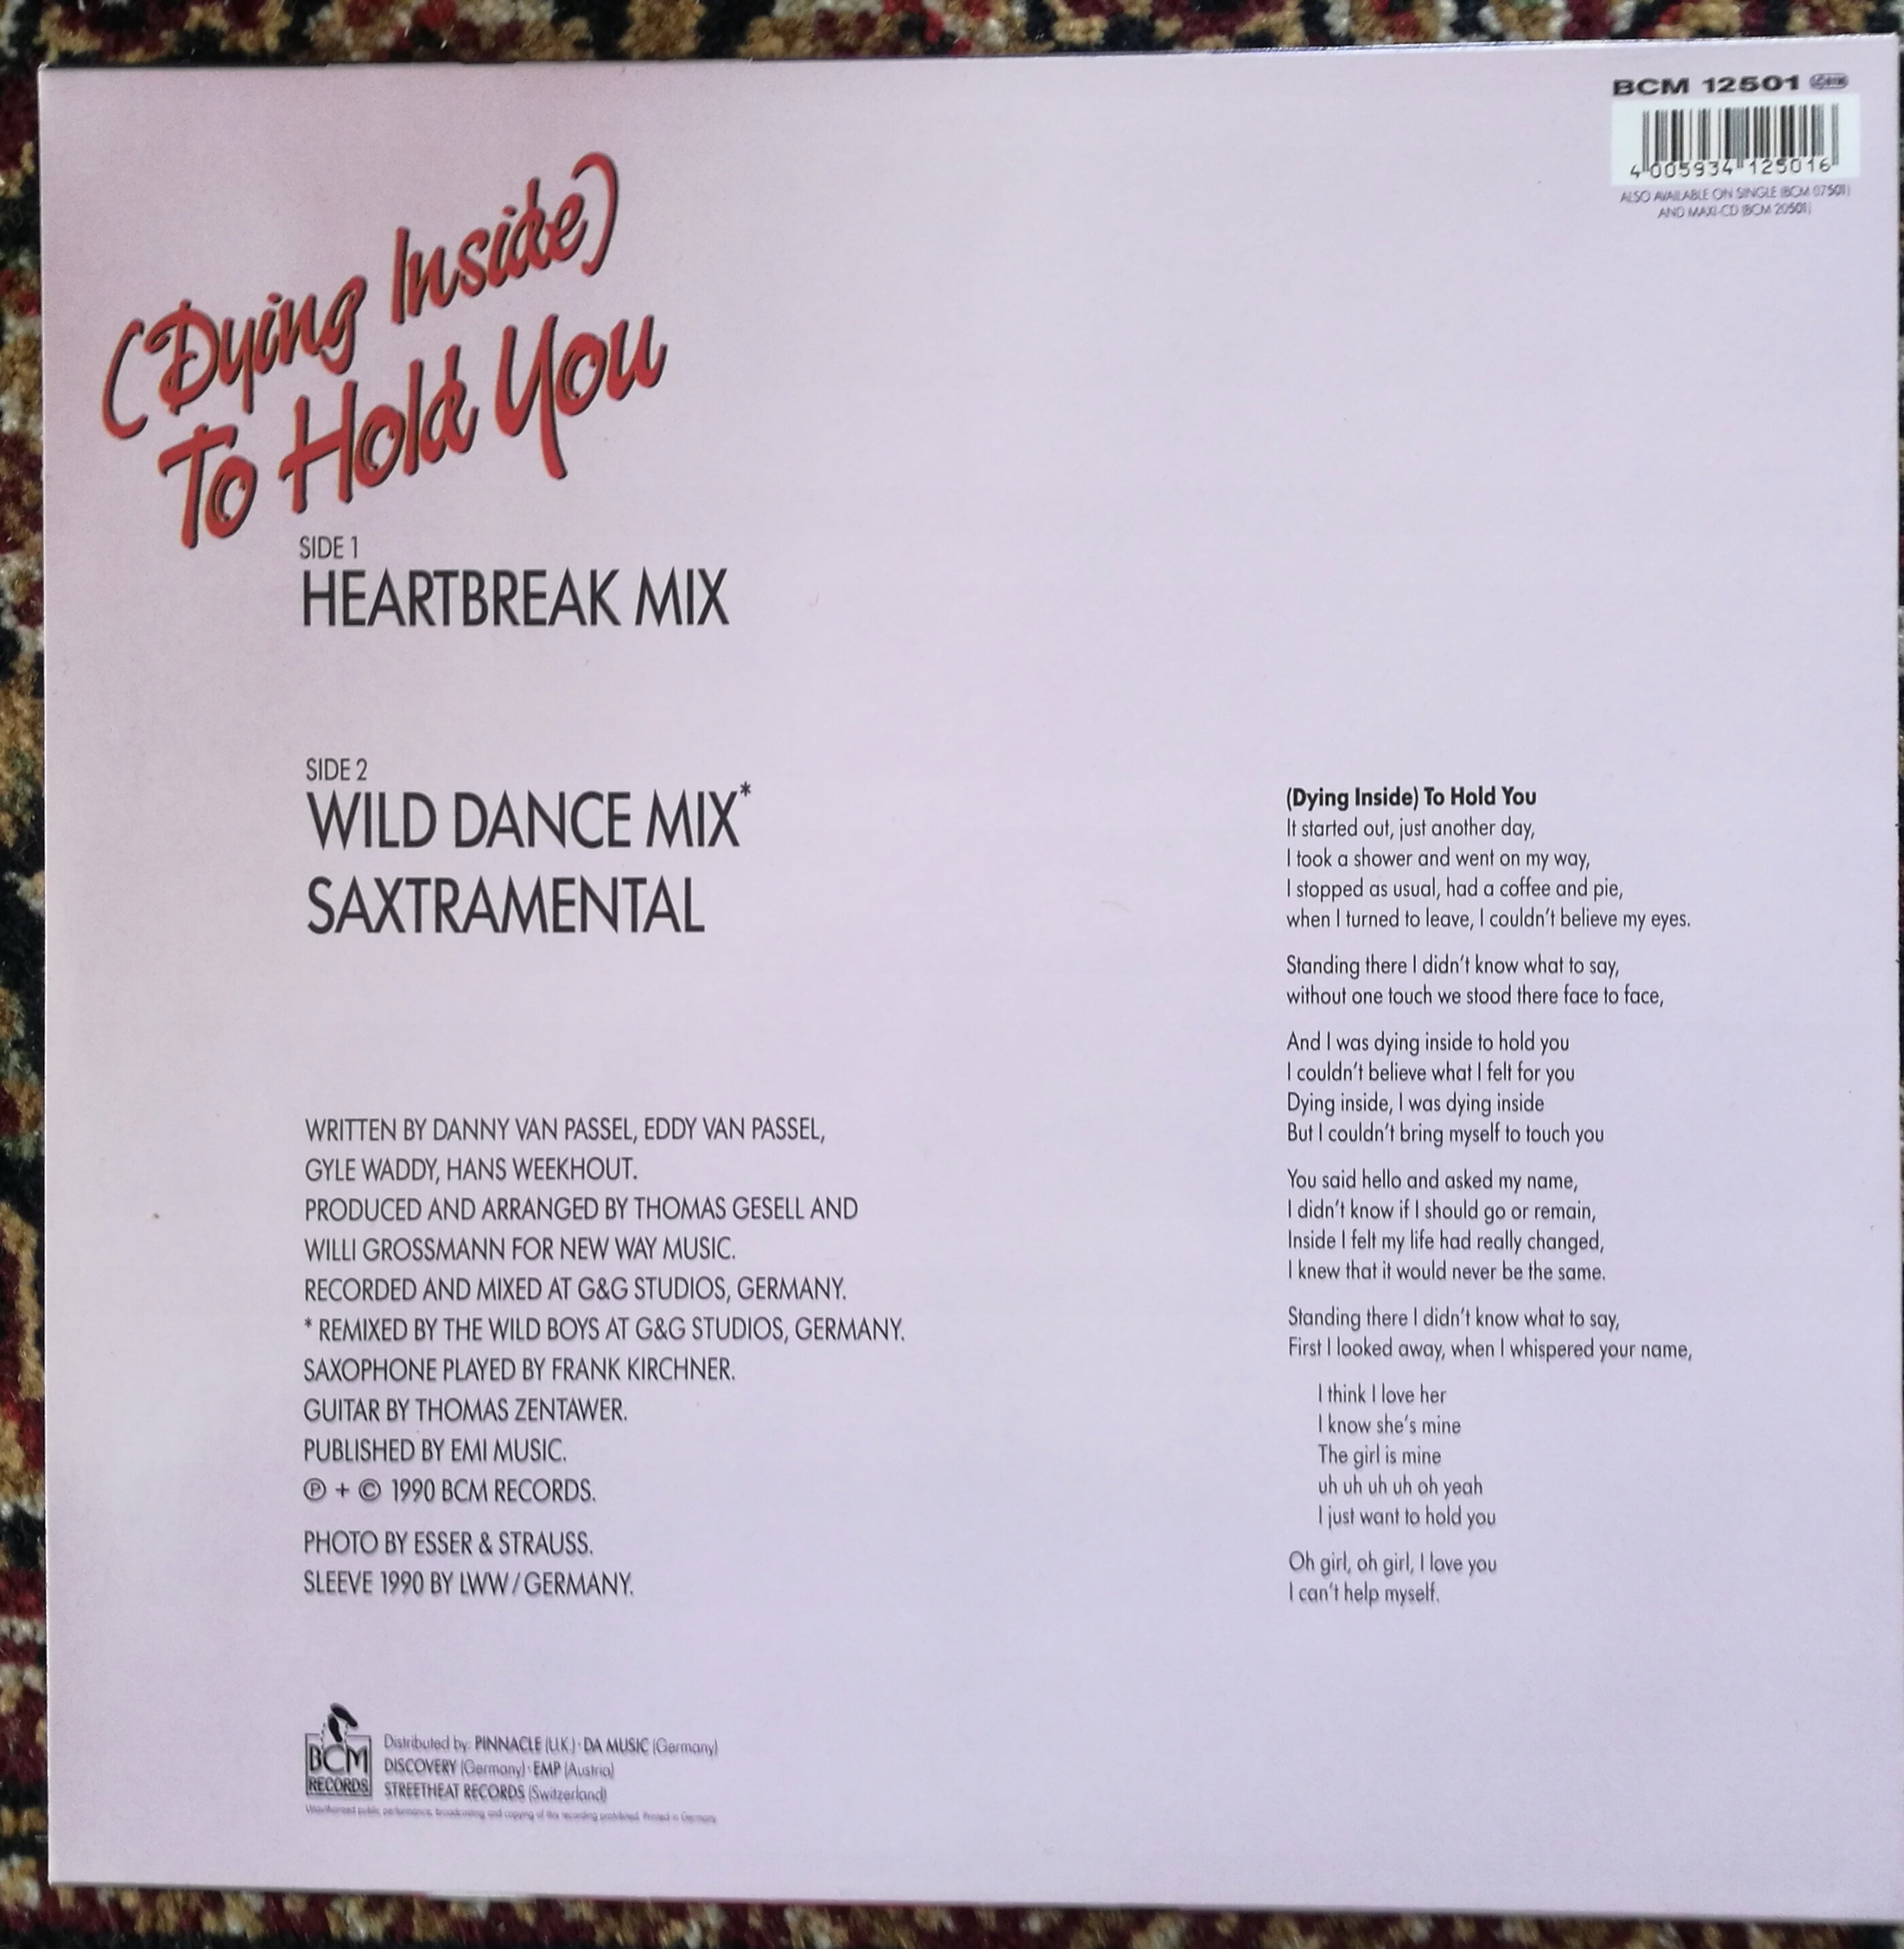 BCM 12501
4 005934 125016
ALSO AVAILABLE ON SINGLE (BCM 07501)
AND MAXI-CD (BCM 20501)
(Dying Inside)
To Hold You
SIDE 1
HEARTBREAK MIX
SIDE 2
WILD DANCE MIX*
SAXTRAMENTAL
WRITTEN BY DANNY VAN PASSEL, EDDY VAN PASSEL,
GYLE WADDY, HANS WEEKHOUT.
PRODUCED AND ARRANGED BY THOMAS GESELL AND
WILLI GROSSMANN FOR NEW WAY MUSIC.
RECORDED AND MIXED AT G&G STUDIOS, GERMANY.
* REMIXED BY THE WILD BOYS AT G&G STUDIOS, GERMANY.
SAXOPHONE PLAYED BY FRANK KIRCHNER.
GUITAR BY THOMAS ZENTAWER.
PUBLISHED BY EMI MUSIC.
℗ + © 1990 BCM RECORDS.
PHOTO BY ESSER & STRAUSS.
SLEEVE 1990 BY LWW/GERMANY.
(Dying Inside) To Hold You
It started out, just another day,
I took a shower and went on my way,
I stopped as usual, had a coffee and pie,
when I turned to leave, I couldn't believe my eyes.
Standing there I didn't know what to say,
without one touch we stood there face to face,
And I was dying inside to hold you
I couldn't believe what I felt for you
Dying inside, I was dying inside
But I couldn't bring myself to touch you
You said hello and asked my name,
I didn't know if I should go or remain,
Inside I felt my life had really changed,
I knew that it would never be the same.
Standing there I didn't know what to say,
First I looked away, when I whispered your name,
I think I love her
I know she's mine
The girl is mine
uh uh uh uh oh yeah
I just want to hold you
Oh girl, oh girl, I love you
I can't help myself.
BCM
RECORDS
Distributed by: PINNACLE (U.K.) · DA MUSIC (Germany)
DISCOVERY (Germany) · EMP (Austria)
STREETHEAT RECORDS (Switzerland)
Unauthorized public performance, broadcasting and copying of this recording prohibited. Printed in Germany